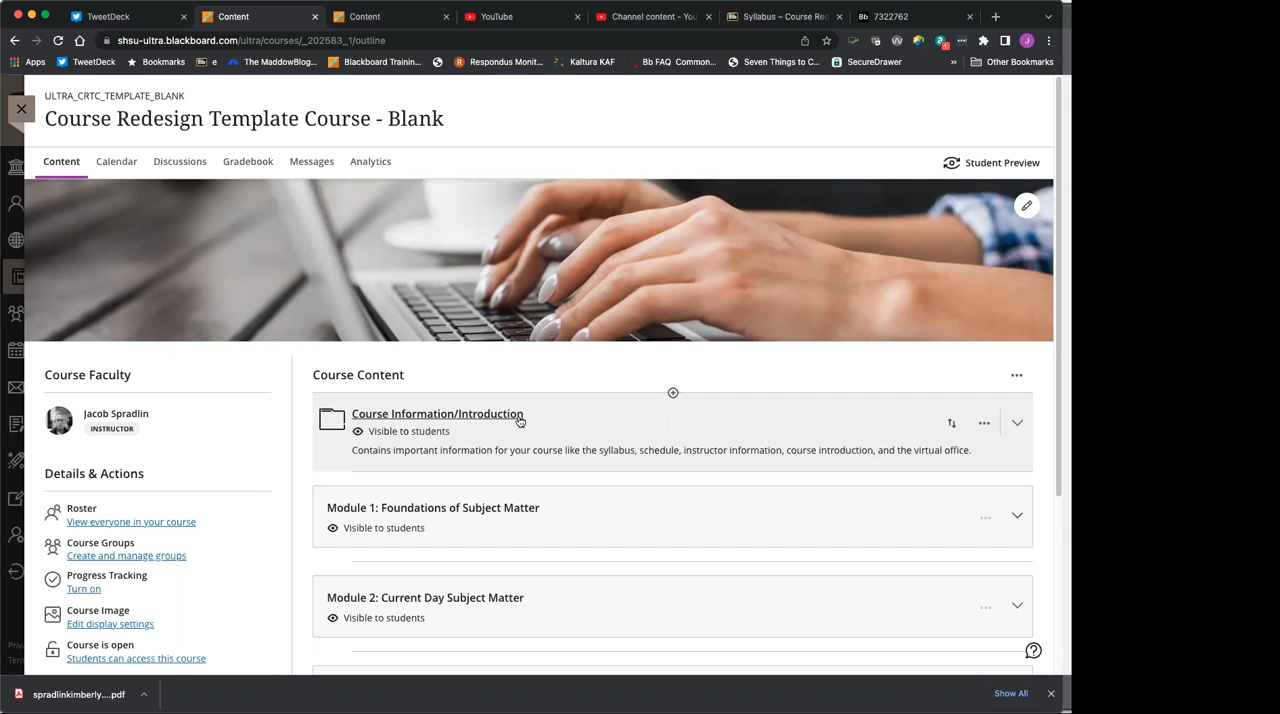 TweetDeck
Content
Content
YouTube
Channel content - You
Syllabus – Course Red
7322762
shsu-ultra.blackboard.com/ultra/courses/_202583_1/outline
Apps
TweetDeck
Bookmarks
e
The MaddowBlog...
Blackboard Trainin...
Respondus Monit...
Kaltura KAF
Bb FAQ Common...
Seven Things to C...
SecureDrawer
»
Other Bookmarks
ULTRA_CRTC_TEMPLATE_BLANK
Course Redesign Template Course - Blank
Content
Calendar
Discussions
Gradebook
Messages
Analytics
Student Preview
Course Faculty
Jacob Spradlin
INSTRUCTOR
Details & Actions
Roster
View everyone in your course
Course Groups
Create and manage groups
Progress Tracking
Turn on
Course Image
Edit display settings
Course is open
Students can access this course
Course Content
Course Information/Introduction
Visible to students
Contains important information for your course like the syllabus, schedule, instructor information, course introduction, and the virtual office.
Module 1: Foundations of Subject Matter
Visible to students
Module 2: Current Day Subject Matter
Visible to students
Priv
Tern
spradlinkimberly....pdf
Show All